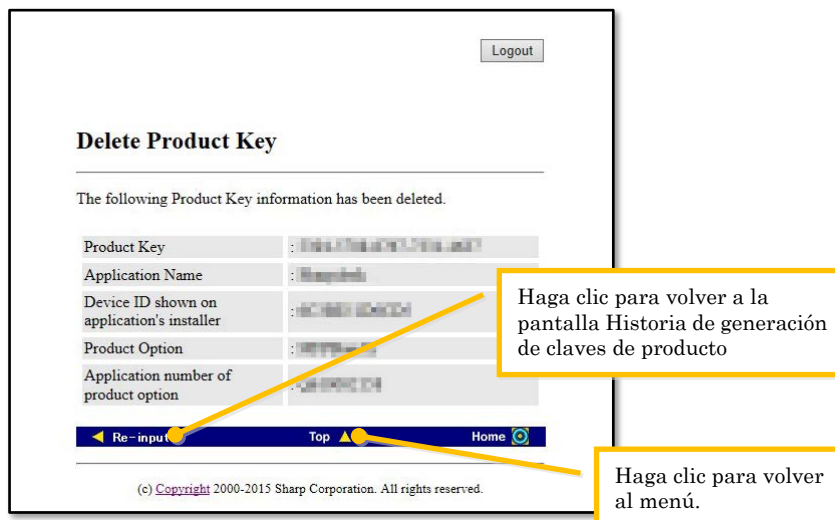 Logout
Delete Product Key
The following Product Key information has been deleted.
Product Key :
Application Name :
Device ID shown on
application's installer :
Product Option :
Application number of
product option :
Haga clic para volver a la
pantalla Historia de generación
de claves de producto
Re-input Top Home
Haga clic para volver
al menú.
(c) Copyright 2000-2015 Sharp Corporation. All rights reserved.